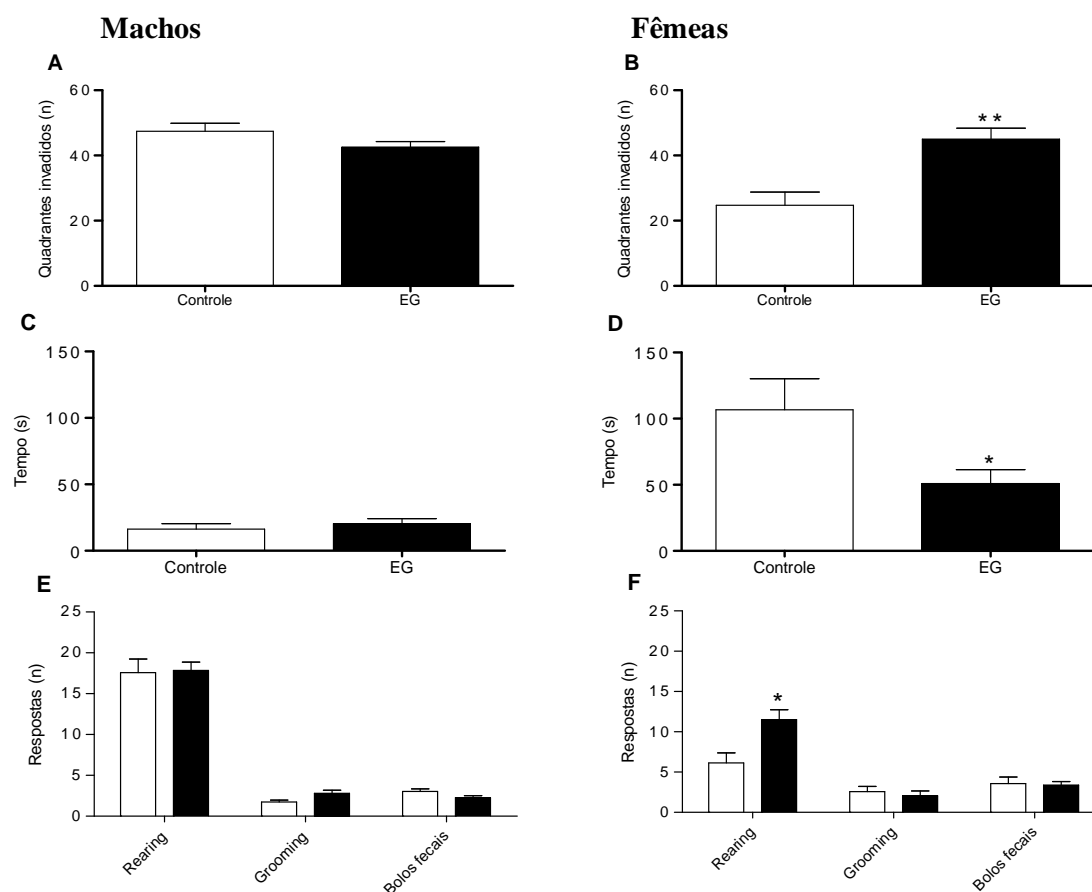 Machos
Fêmeas
A
Quadrantes invadidos (n)
60
40
20
0
Controle
EG
B
Quadrantes invadidos (n)
60
40
20
0
**
Controle
EG
C
Tempo (s)
150
100
50
0
Controle
EG
D
Tempo (s)
150
100
50
0
*
Controle
EG
E
Respostas (n)
25
20
15
10
5
0
Rearing
Grooming
Bolos fecais
F
Respostas (n)
25
20
15
10
5
0
*
Rearing
Grooming
Bolos fecais